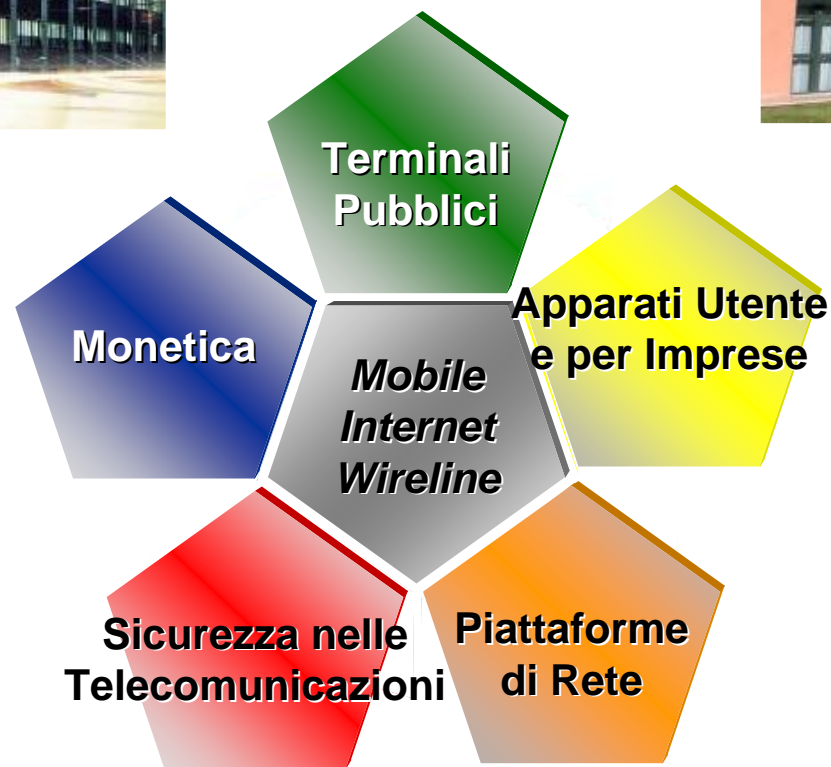 Terminali
Pubblici
Apparati Utente
e per Imprese
Monetica
Mobile
Internet
Wireline
Sicurezza nelle
Telecomunicazioni
Piattaforme
di Rete